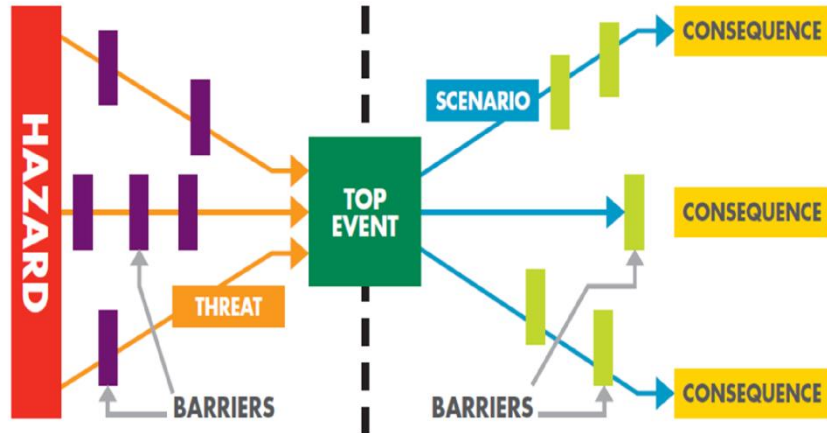 HAZARD
THREAT
BARRIERS
TOP
EVENT
SCENARIO
BARRIERS
CONSEQUENCE
CONSEQUENCE
CONSEQUENCE